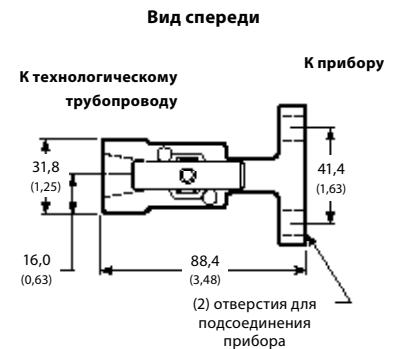 Вид спереди
К прибору
К технологическому
трубопроводу
31,8
(1,25)
41,4
(1,63)
16,0
(0,63)
88,4
(3,48)
(2) отверстия для
подсоединения
прибора